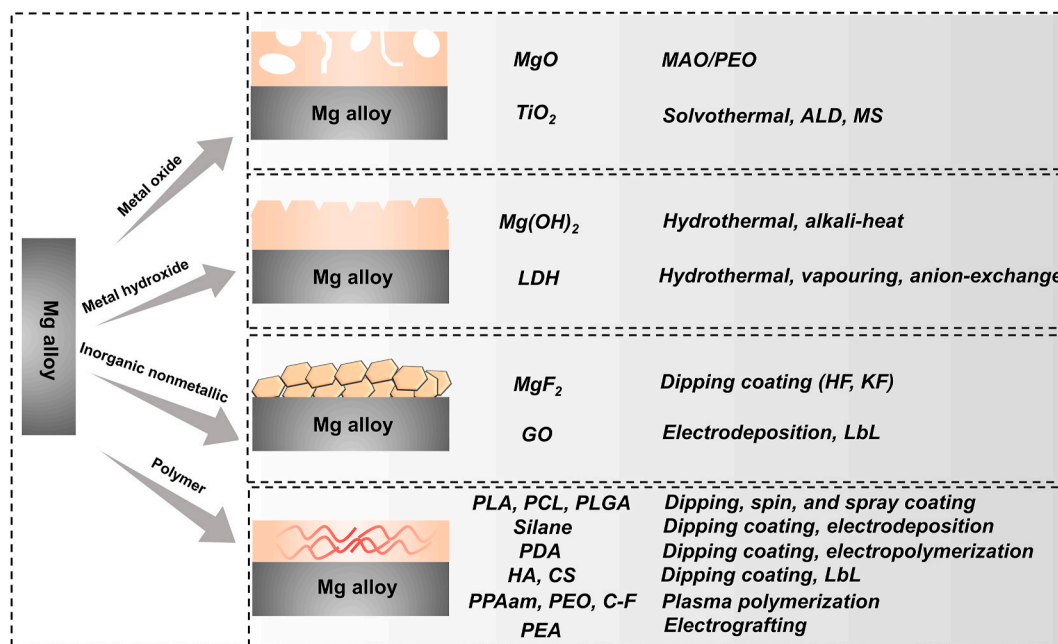 Mg alloy
Metal oxide
Metal hydroxide
Inorganic nonmetallic
Polymer
Mg alloy
MgO MAO/PEO
TiO₂ Solvothermal, ALD, MS
Mg alloy
Mg(OH)₂ Hydrothermal, alkali-heat
LDH Hydrothermal, vapouring, anion-exchange
Mg alloy
MgF₂ Dipping coating (HF, KF)
GO Electrodeposition, LbL
Mg alloy
PLA, PCL, PLGA Dipping, spin, and spray coating
Silane Dipping coating, electrodeposition
PDA Dipping coating, electropolymerization
HA, CS Dipping coating, LbL
PPAam, PEO, C-F Plasma polymerization
PEA Electrografting